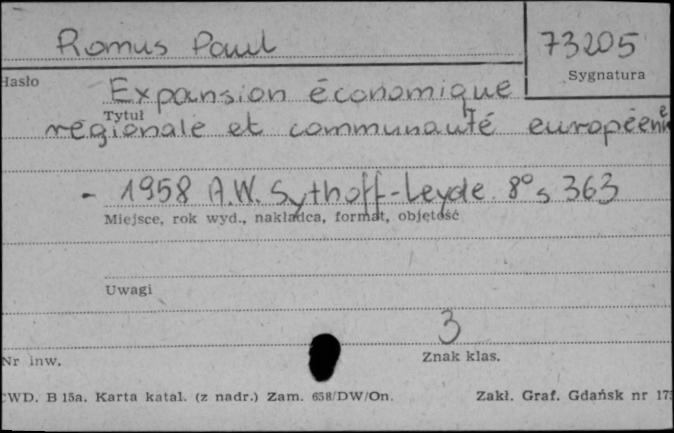 Romus Paul
73205
Sygnatura
Hasło
Expansion économique
Tytuł
régionale et communauté européenne
- 1958 A.W. Sythoff-Leyde. 8° s 363
Miejsce, rok wyd., nakładca, format, objętość
Uwagi
3
Nr inw.
Znak klas.
CWD. B 15a. Karta katal. (z nadr.) Zam. 658/DW/On.
Zakł. Graf. Gdańsk nr